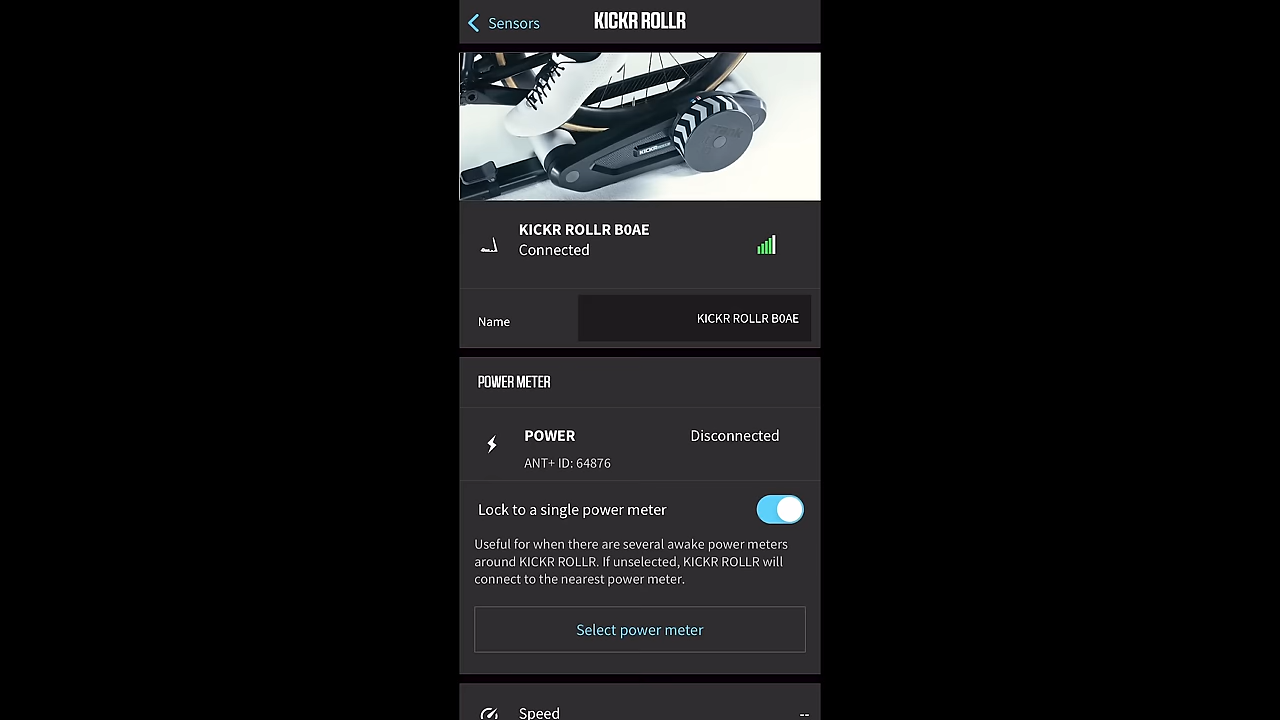 Sensors
KICKR ROLLR
KICKR ROLLR B0AE
Connected
Name
KICKR ROLLR B0AE
POWER METER
POWER
Disconnected
ANT+ ID: 64876
Lock to a single power meter
Useful for when there are several awake power meters
around KICKR ROLLR. If unselected, KICKR ROLLR will
connect to the nearest power meter.
Select power meter
Speed
--